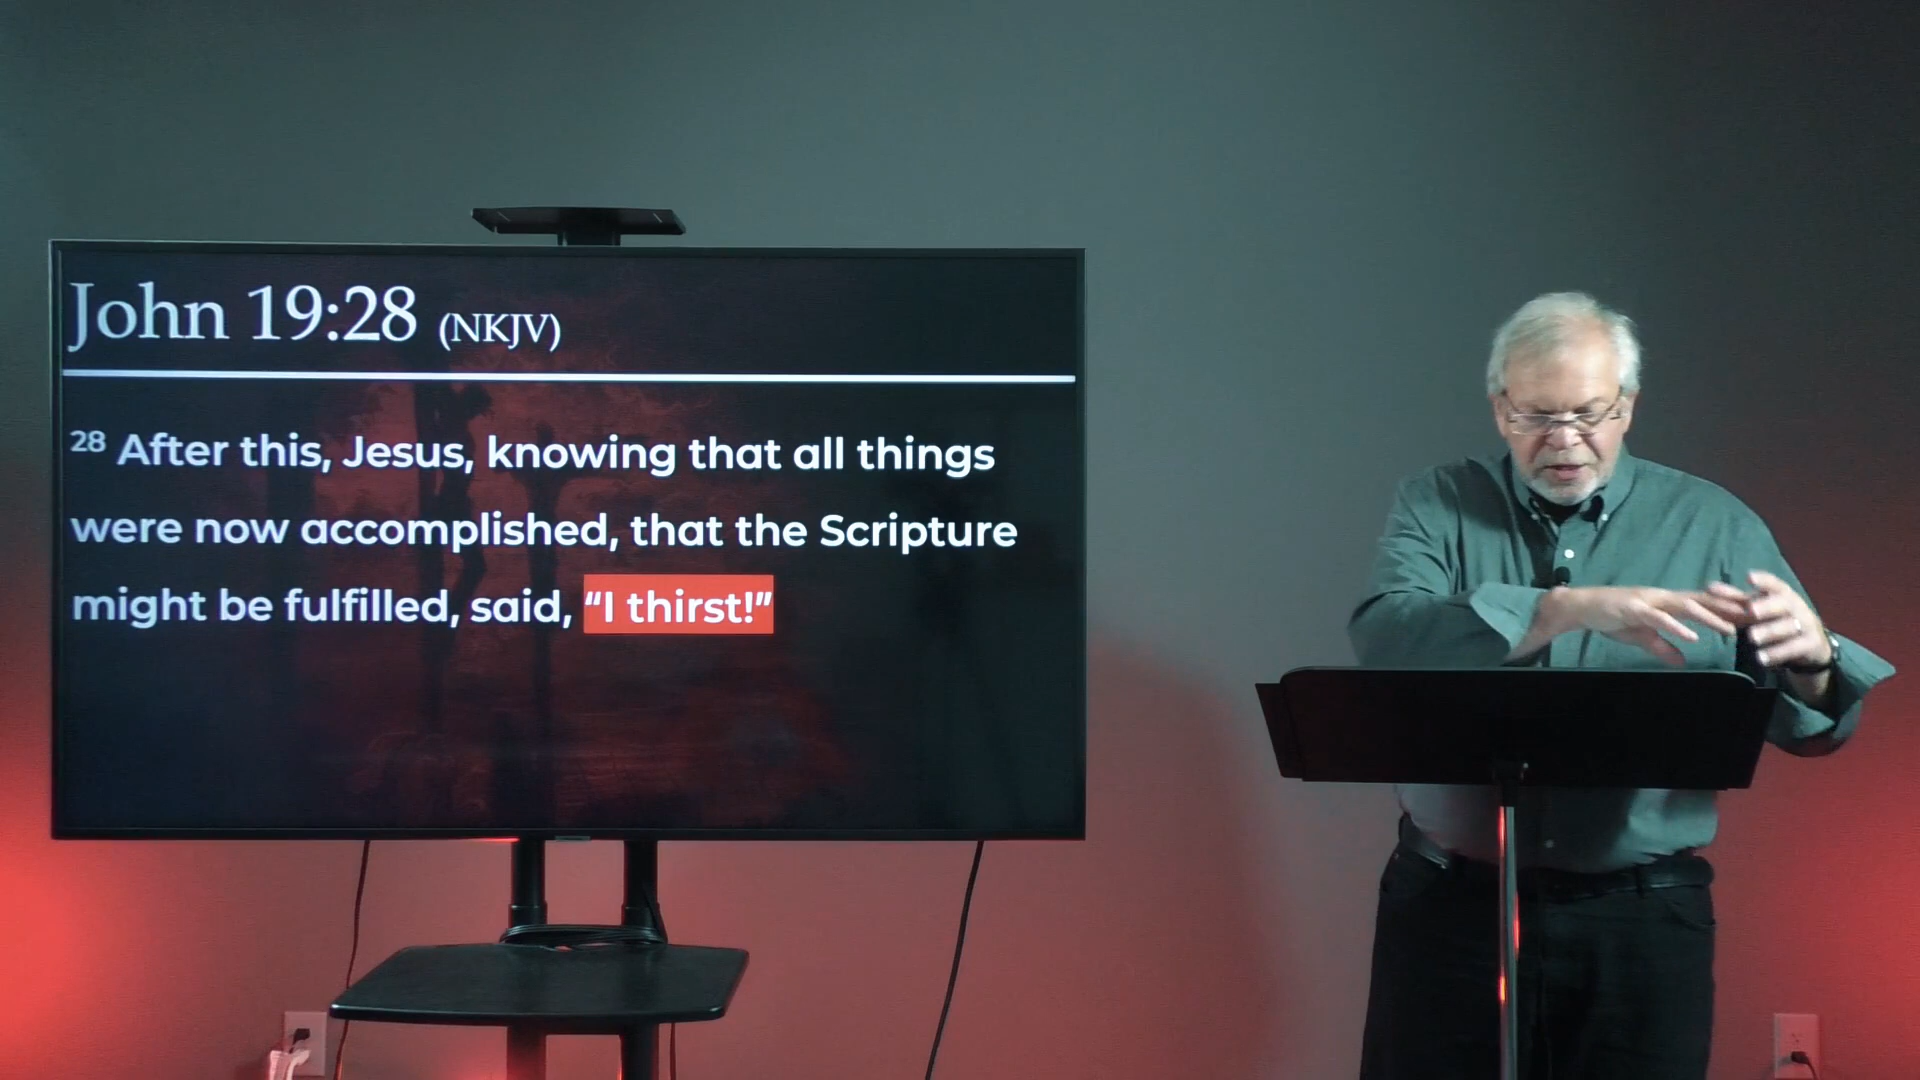 John 19:28 (NKJV)
28 After this, Jesus, knowing that all things
were now accomplished, that the Scripture
might be fulfilled, said, “I thirst!”